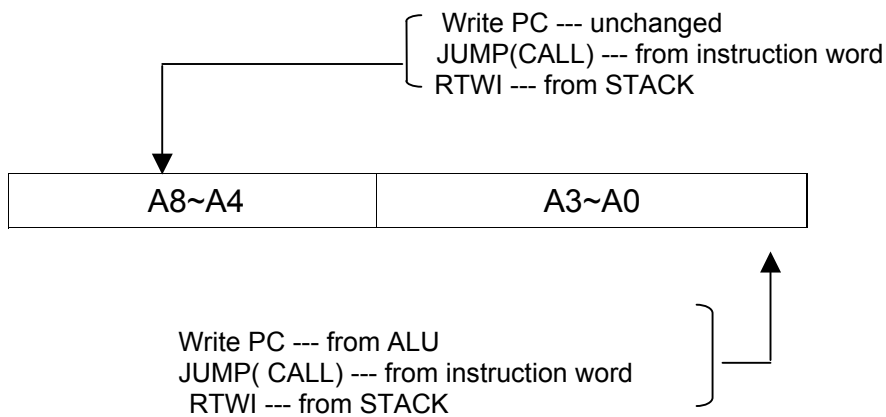 Write PC --- unchanged
JUMP(CALL) --- from instruction word
RTWI --- from STACK
A8~A4 A3~A0
Write PC --- from ALU
JUMP( CALL) --- from instruction word
RTWI --- from STACK